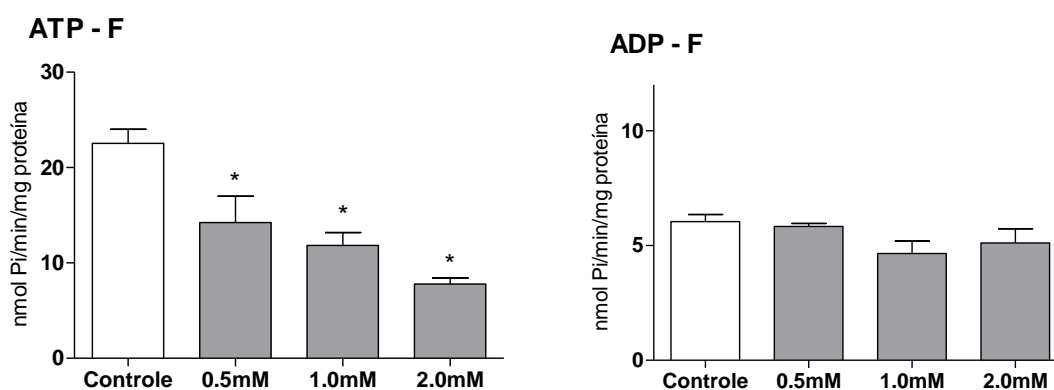 ATP - F
nmol Pi/min/mg proteína
30
20
10
0
*
*
*
Controle 0.5mM 1.0mM 2.0mM
ADP - F
nmol Pi/min/mg proteína
10
5
0
Controle 0.5mM 1.0mM 2.0mM